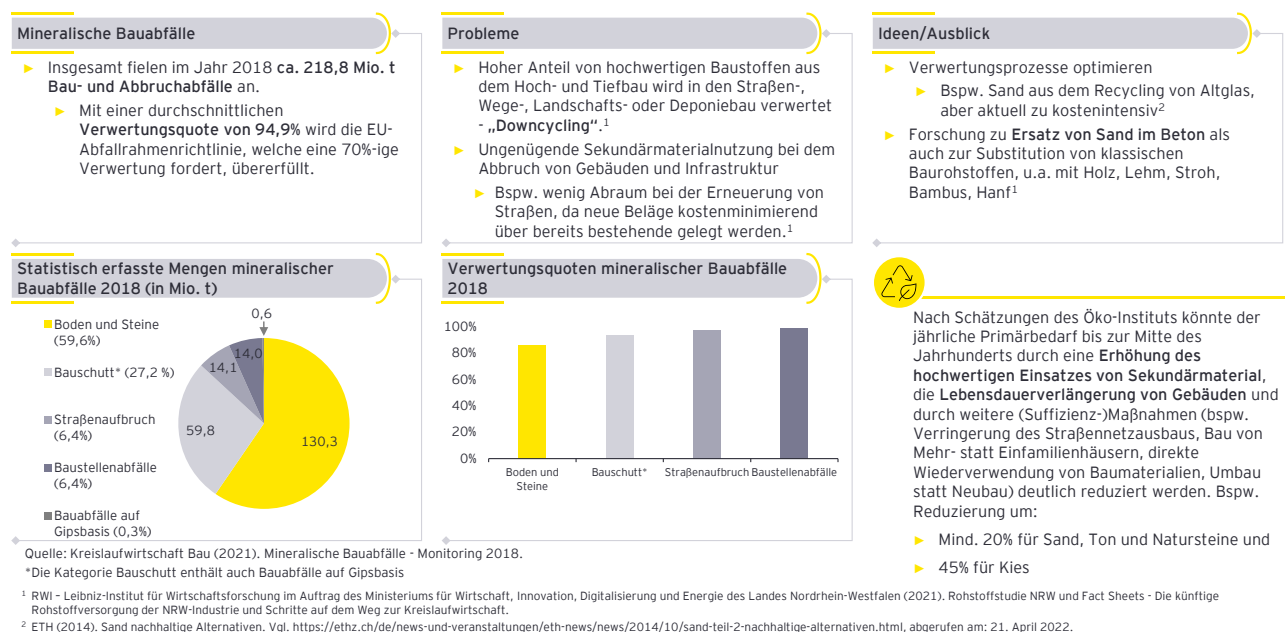 Mineralische Bauabfälle
► Insgesamt fielen im Jahr 2018 ca. 218,8 Mio. t
Bau- und Abbruchabfälle an.
► Mit einer durchschnittlichen
Verwertungsquote von 94,9% wird die EU-
Abfallrahmenrichtlinie, welche eine 70%-ige
Verwertung fordert, übererfüllt.
Probleme
► Hoher Anteil von hochwertigen Baustoffen aus
dem Hoch- und Tiefbau wird in den Straßen-,
Wege-, Landschafts- oder Deponiebau verwertet
- „Downcycling“.¹
► Ungenügende Sekundärmaterialnutzung bei dem
Abbruch von Gebäuden und Infrastruktur
► Bspw. wenig Abraum bei der Erneuerung von
Straßen, da neue Beläge kostenminimierend
über bereits bestehende gelegt werden.¹
Ideen/Ausblick
► Verwertungsprozesse optimieren
► Bspw. Sand aus dem Recycling von Altglas,
aber aktuell zu kostenintensiv²
► Forschung zu Ersatz von Sand im Beton als
auch zur Substitution von klassischen
Baurohstoffen, u.a. mit Holz, Lehm, Stroh,
Bambus, Hanf¹
Statistisch erfasste Mengen mineralischer
Bauabfälle 2018 (in Mio. t)
Boden und Steine
(59,6%)
Bauschutt* (27,2 %)
Straßenaufbruch
(6,4%)
Baustellenabfälle
(6,4%)
Bauabfälle auf
Gipsbasis (0,3%)
0,6
14,0
14,1
59,8
130,3
Verwertungsquoten mineralischer Bauabfälle
2018
100%
80%
60%
40%
20%
0%
Boden und
Steine
Bauschutt*
Straßenaufbruch
Baustellenabfälle
Nach Schätzungen des Öko-Instituts könnte der
jährliche Primärbedarf bis zur Mitte des
Jahrhunderts durch eine Erhöhung des
hochwertigen Einsatzes von Sekundärmaterial,
die Lebensdauerverlängerung von Gebäuden und
durch weitere (Suffizienz-)Maßnahmen (bspw.
Verringerung des Straßennetzausbaus, Bau von
Mehr- statt Einfamilienhäusern, direkte
Wiederverwendung von Baumaterialien, Umbau
statt Neubau) deutlich reduziert werden. Bspw.
Reduzierung um:
► Mind. 20% für Sand, Ton und Natursteine und
► 45% für Kies
Quelle: Kreislaufwirtschaft Bau (2021). Mineralische Bauabfälle - Monitoring 2018.
*Die Kategorie Bauschutt enthält auch Bauabfälle auf Gipsbasis
¹ RWI – Leibniz-Institut für Wirtschaftsforschung im Auftrag des Ministeriums für Wirtschaft, Innovation, Digitalisierung und Energie des Landes Nordrhein-Westfalen (2021). Rohstoffstudie NRW und Fact Sheets - Die künftige
Rohstoffversorgung der NRW-Industrie und Schritte auf dem Weg zur Kreislaufwirtschaft.
² ETH (2014). Sand nachhaltige Alternativen. Vgl. https://ethz.ch/de/news-und-veranstaltungen/eth-news/news/2014/10/sand-teil-2-nachhaltige-alternativen.html, abgerufen am: 21. April 2022.